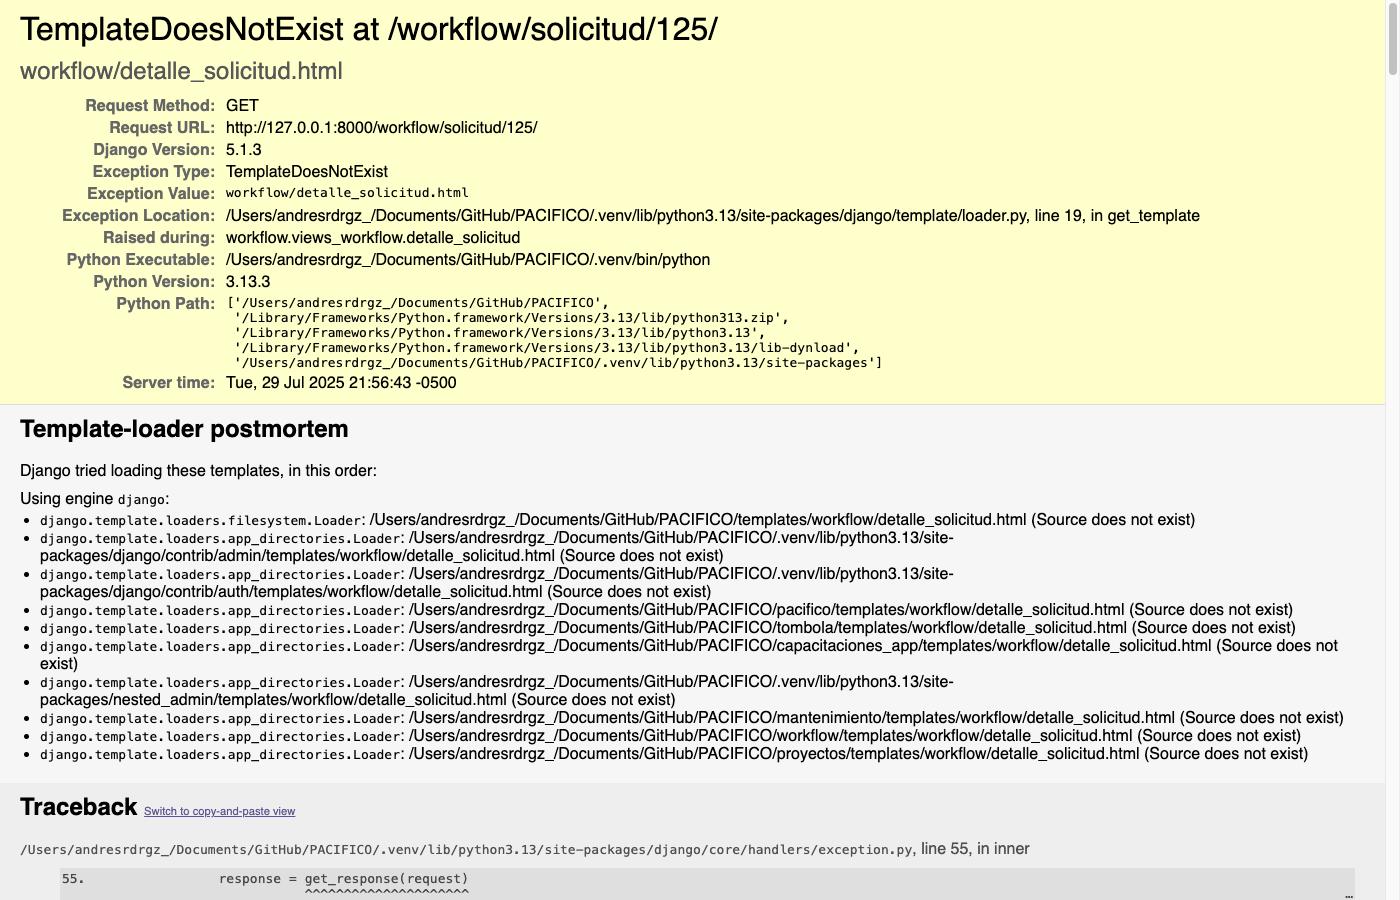 TemplateDoesNotExist at /workflow/solicitud/125/
workflow/detalle_solicitud.html
Request Method: GET
Request URL: http://127.0.0.1:8000/workflow/solicitud/125/
Django Version: 5.1.3
Exception Type: TemplateDoesNotExist
Exception Value: workflow/detalle_solicitud.html
Exception Location: /Users/andresrdrgz_/Documents/GitHub/PACIFICO/.venv/lib/python3.13/site-packages/django/template/loader.py, line 19, in get_template
Raised during: workflow.views_workflow.detalle_solicitud
Python Executable: /Users/andresrdrgz_/Documents/GitHub/PACIFICO/.venv/bin/python
Python Version: 3.13.3
Python Path: ['/Users/andresrdrgz_/Documents/GitHub/PACIFICO',
'/Library/Frameworks/Python.framework/Versions/3.13/lib/python313.zip',
'/Library/Frameworks/Python.framework/Versions/3.13/lib/python3.13',
'/Library/Frameworks/Python.framework/Versions/3.13/lib/python3.13/lib-dynload',
'/Users/andresrdrgz_/Documents/GitHub/PACIFICO/.venv/lib/python3.13/site-packages']
Server time: Tue, 29 Jul 2025 21:56:43 -0500
Template-loader postmortem
Django tried loading these templates, in this order:
Using engine django:
• django.template.loaders.filesystem.Loader: /Users/andresrdrgz_/Documents/GitHub/PACIFICO/templates/workflow/detalle_solicitud.html (Source does not exist)
• django.template.loaders.app_directories.Loader: /Users/andresrdrgz_/Documents/GitHub/PACIFICO/.venv/lib/python3.13/site-
packages/django/contrib/admin/templates/workflow/detalle_solicitud.html (Source does not exist)
• django.template.loaders.app_directories.Loader: /Users/andresrdrgz_/Documents/GitHub/PACIFICO/.venv/lib/python3.13/site-
packages/django/contrib/auth/templates/workflow/detalle_solicitud.html (Source does not exist)
• django.template.loaders.app_directories.Loader: /Users/andresrdrgz_/Documents/GitHub/PACIFICO/pacifico/templates/workflow/detalle_solicitud.html (Source does not exist)
• django.template.loaders.app_directories.Loader: /Users/andresrdrgz_/Documents/GitHub/PACIFICO/tombola/templates/workflow/detalle_solicitud.html (Source does not exist)
• django.template.loaders.app_directories.Loader: /Users/andresrdrgz_/Documents/GitHub/PACIFICO/capacitaciones_app/templates/workflow/detalle_solicitud.html (Source does not
exist)
• django.template.loaders.app_directories.Loader: /Users/andresrdrgz_/Documents/GitHub/PACIFICO/.venv/lib/python3.13/site-
packages/nested_admin/templates/workflow/detalle_solicitud.html (Source does not exist)
• django.template.loaders.app_directories.Loader: /Users/andresrdrgz_/Documents/GitHub/PACIFICO/mantenimiento/templates/workflow/detalle_solicitud.html (Source does not exist)
• django.template.loaders.app_directories.Loader: /Users/andresrdrgz_/Documents/GitHub/PACIFICO/workflow/templates/workflow/detalle_solicitud.html (Source does not exist)
• django.template.loaders.app_directories.Loader: /Users/andresrdrgz_/Documents/GitHub/PACIFICO/proyectos/templates/workflow/detalle_solicitud.html (Source does not exist)
Traceback Switch to copy-and-paste view
/Users/andresrdrgz_/Documents/GitHub/PACIFICO/.venv/lib/python3.13/site-packages/django/core/handlers/exception.py, line 55, in inner
55. response = get_response(request)
^^^^^^^^^^^^^^^^^^^^^ …